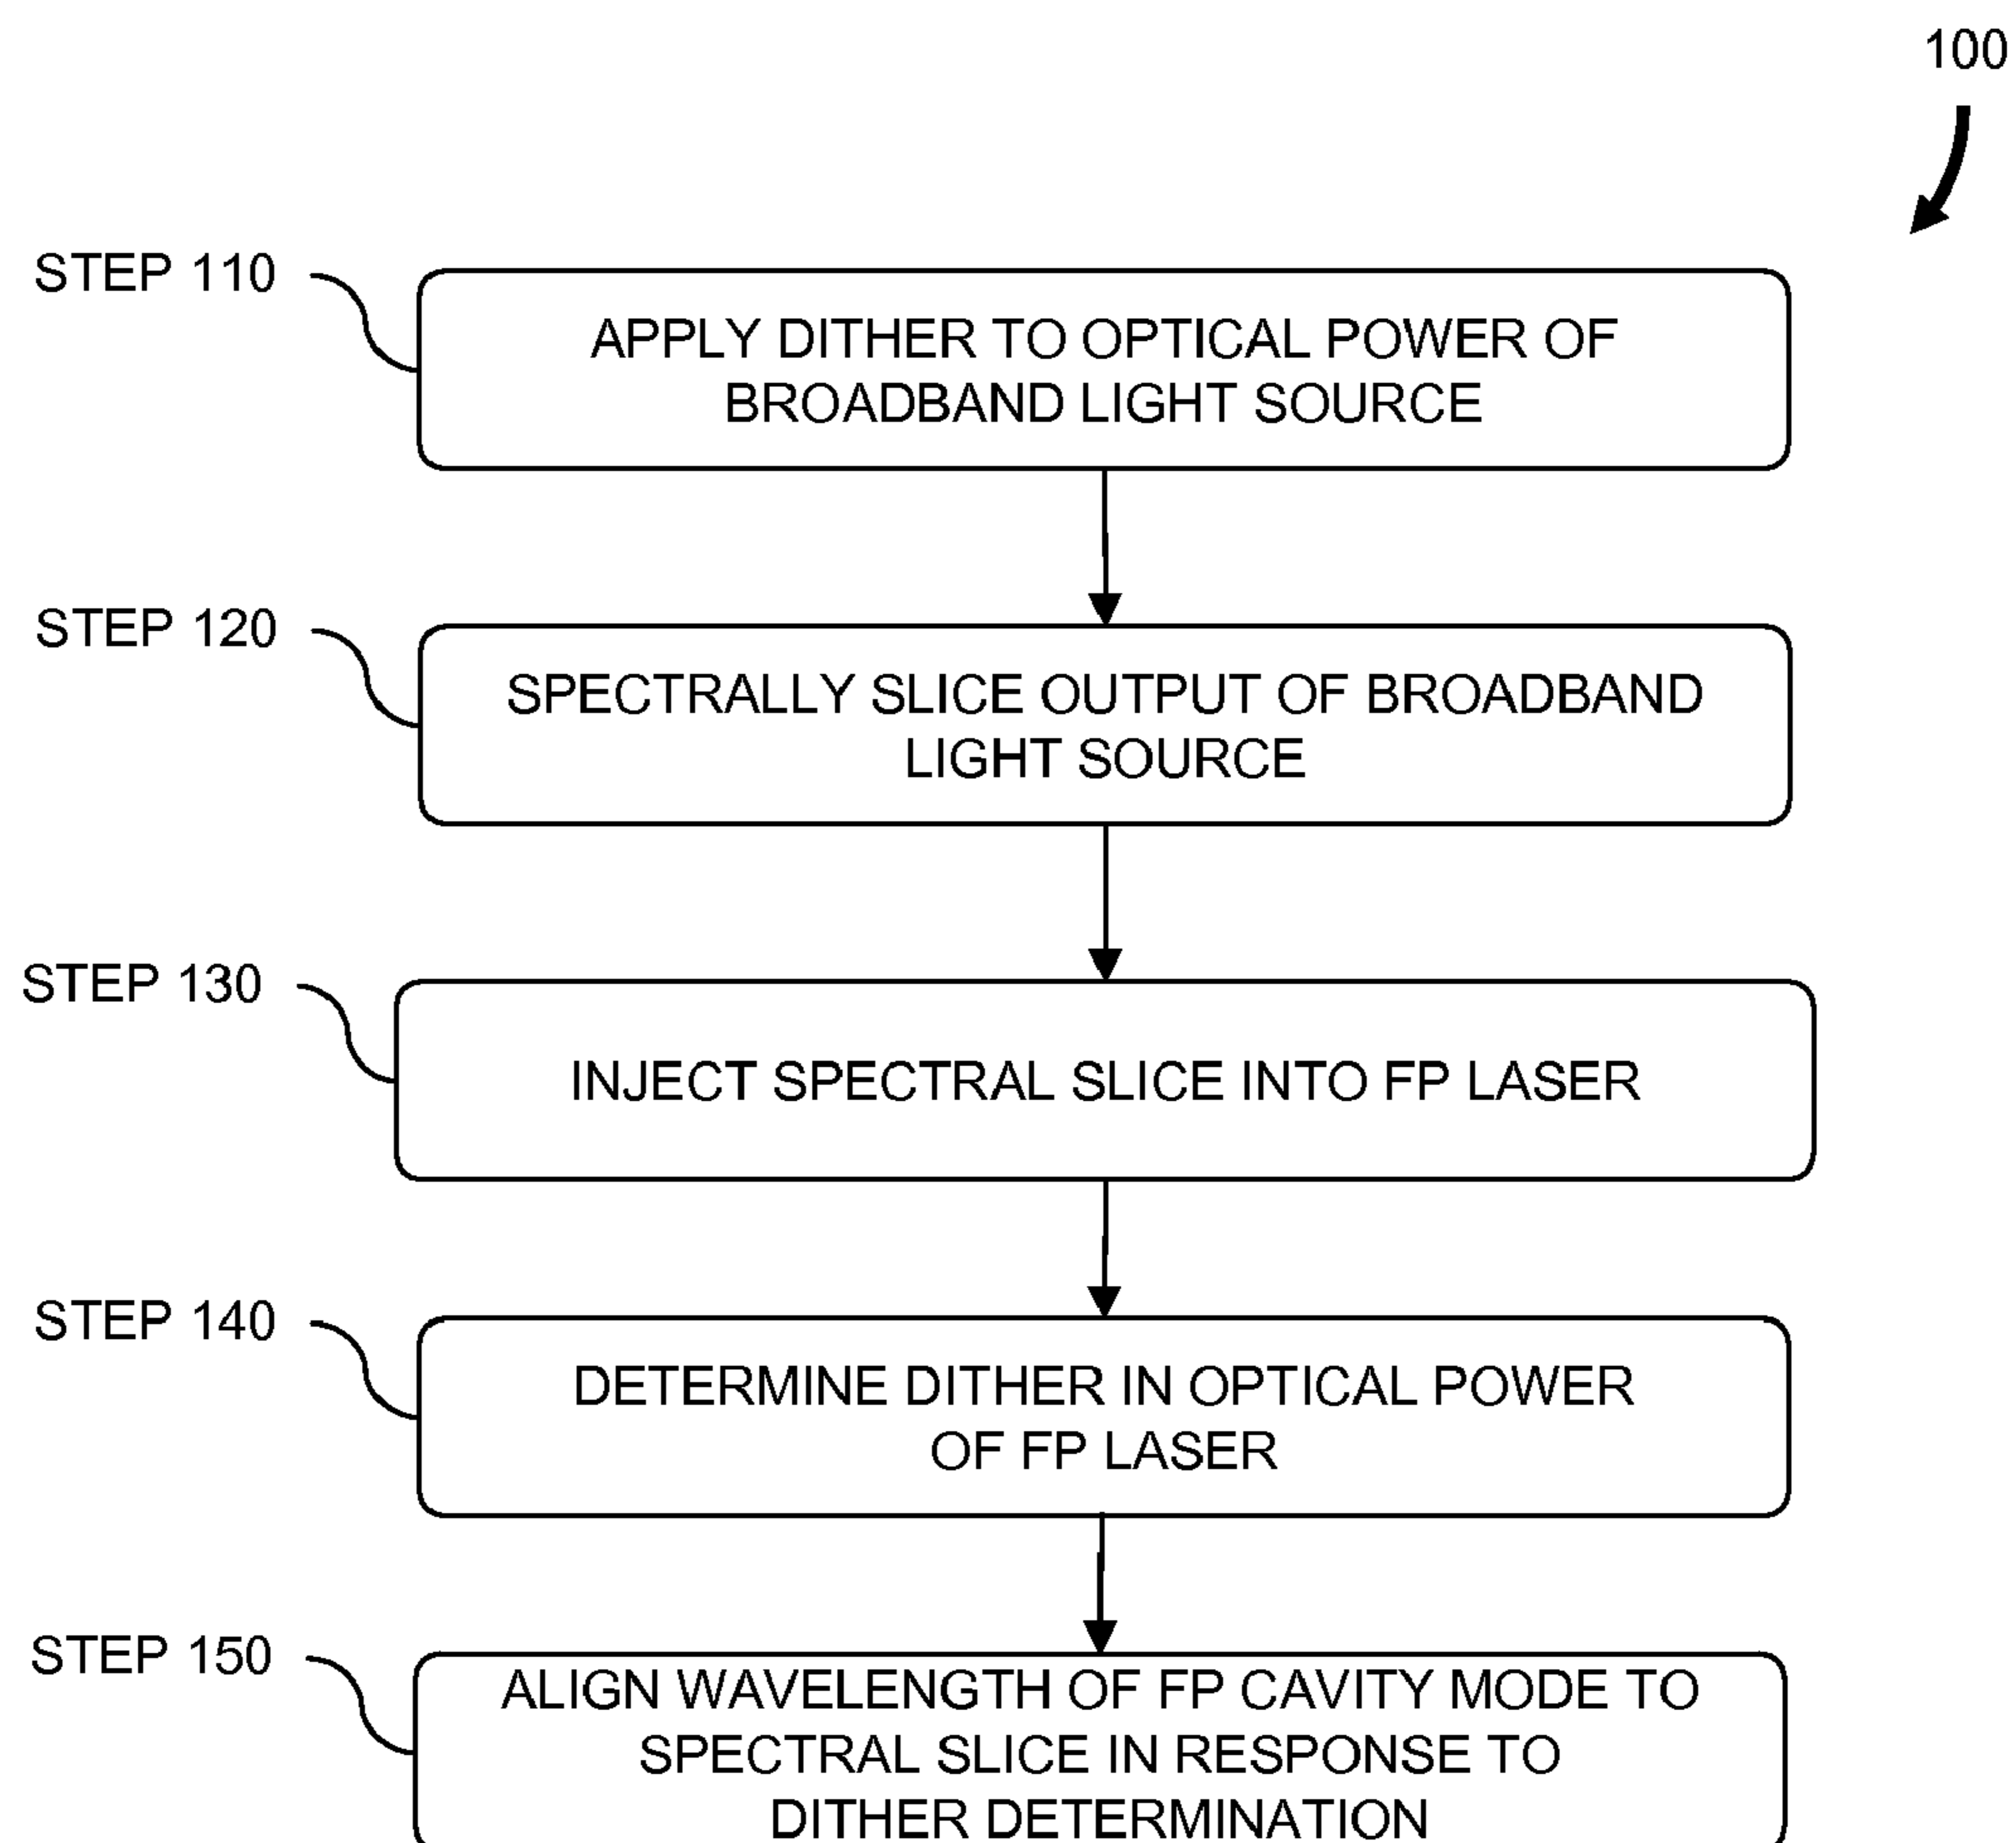 100
STEP 110
APPLY DITHER TO OPTICAL POWER OF
BROADBAND LIGHT SOURCE
STEP 120
SPECTRALLY SLICE OUTPUT OF BROADBAND
LIGHT SOURCE
STEP 130
INJECT SPECTRAL SLICE INTO FP LASER
STEP 140
DETERMINE DITHER IN OPTICAL POWER
OF FP LASER
STEP 150
ALIGN WAVELENGTH OF FP CAVITY MODE TO
SPECTRAL SLICE IN RESPONSE TO
DITHER DETERMINATION